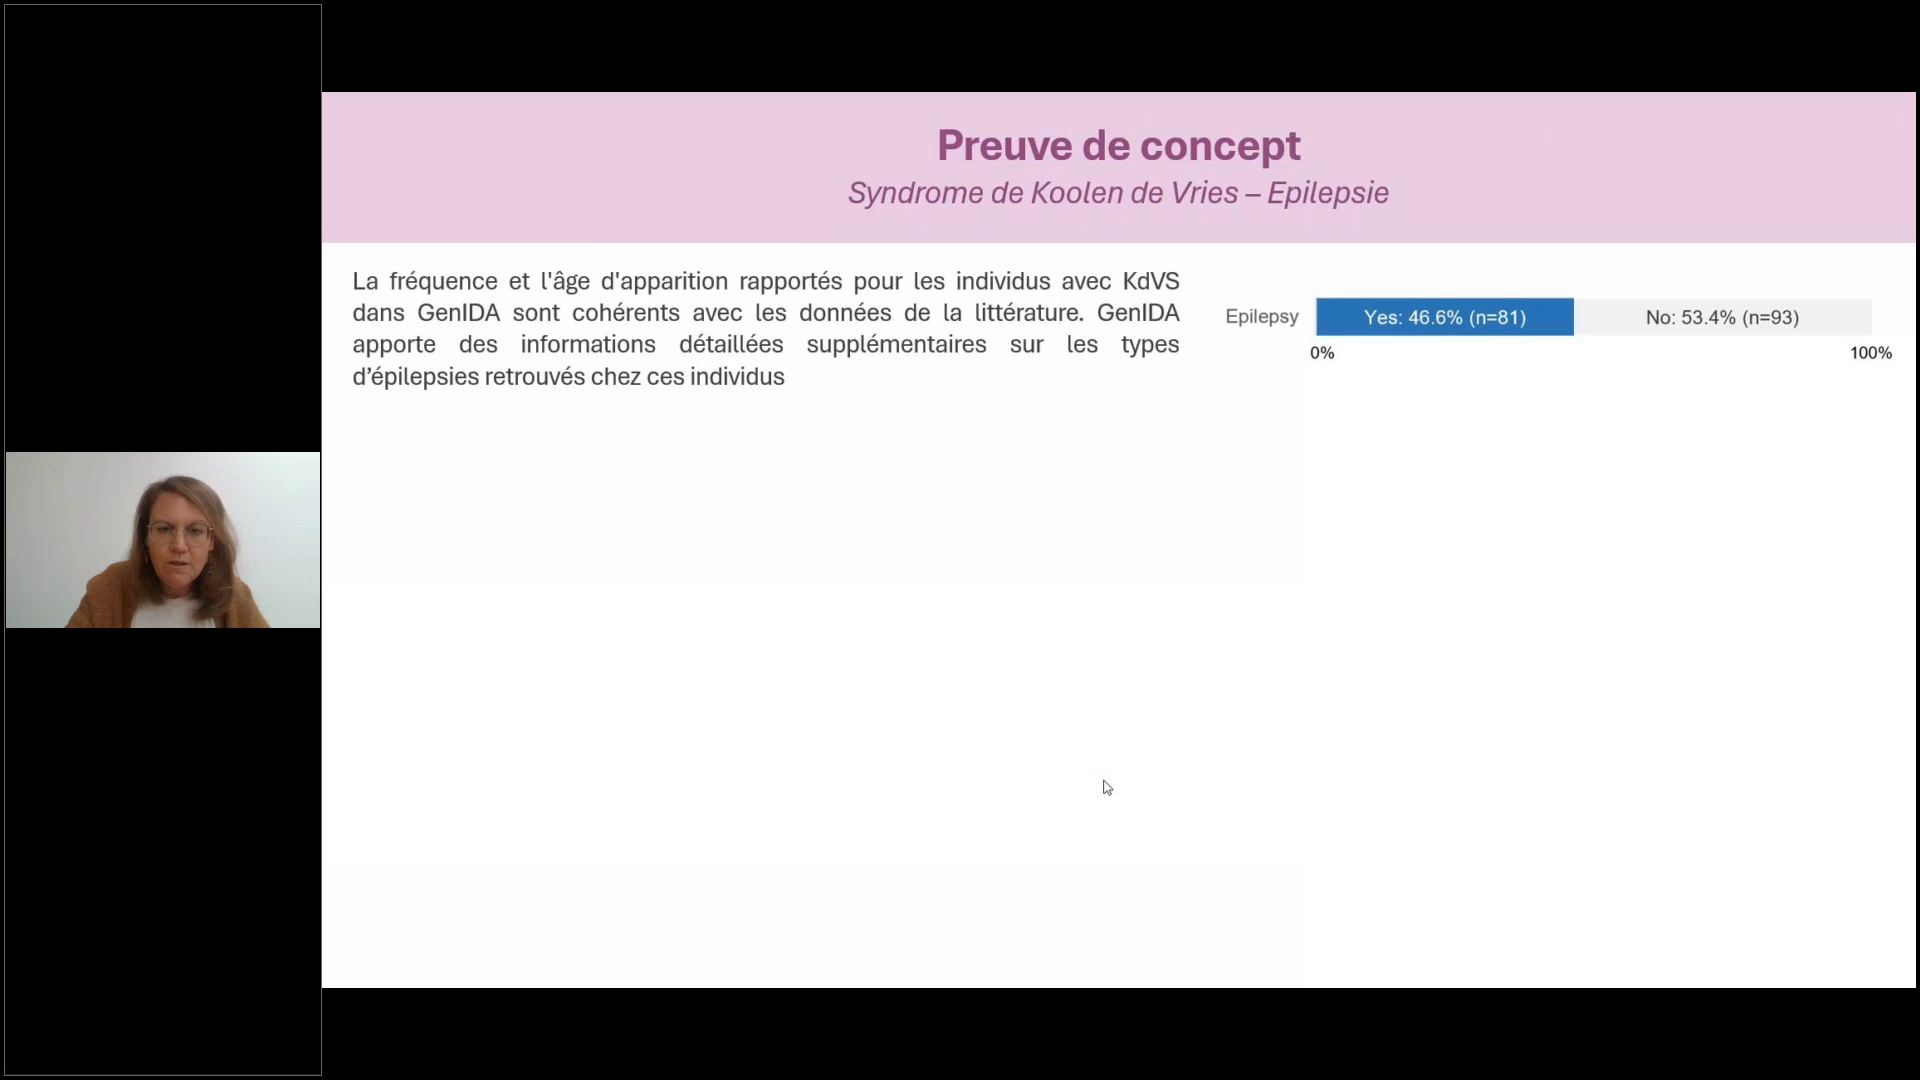 Preuve de concept
Syndrome de Koolen de Vries – Epilepsie
La fréquence et l'âge d'apparition rapportés pour les individus avec KdVS
dans GenIDA sont cohérents avec les données de la littérature. GenIDA
apporte des informations détaillées supplémentaires sur les types
d’épilepsies retrouvés chez ces individus
Epilepsy Yes: 46.6% (n=81) No: 53.4% (n=93)
0% 100%